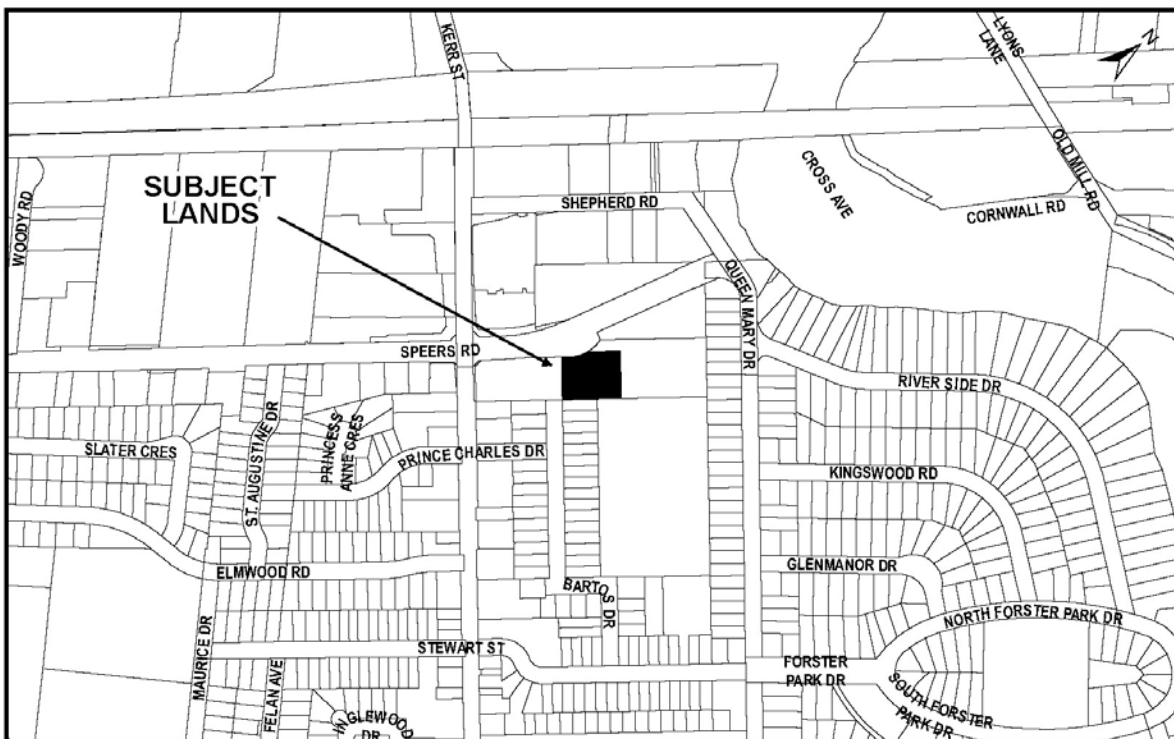 KERR ST
LYONS
LANE
N
WOODY RD
SUBJECT
LANDS
SHEPHERD RD
CROSS AVE
OLD MILL RD
CORNWALL RD
QUEEN MARY DR
SPEERS RD
RIVER SIDE DR
SLATER CRES
ST. AUGUSTINE DR
PRINCESS
ANNE CRES
PRINCE CHARLES DR
KINGSWOOD RD
ELMWOOD RD
GLENMANOR DR
BARTOS DR
NORTH FORSTER PARK DR
MAURICE DR
STEWART ST
FELAN AVE
FORSTER
PARK DR
SOUTH FORSTER
PARK DR
INGLEWOOD
DR